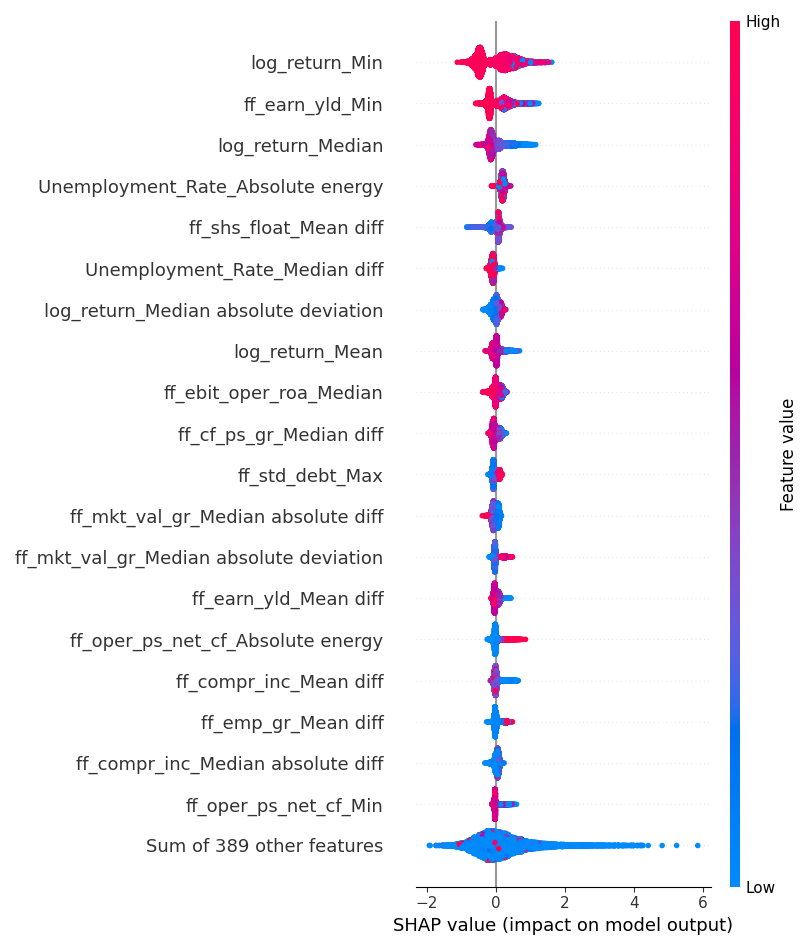 High
log_return_Min
ff_earn_yld_Min
log_return_Median
Unemployment_Rate_Absolute energy
ff_shs_float_Mean diff
Unemployment_Rate_Median diff
log_return_Median absolute deviation
log_return_Mean
ff_ebit_oper_roa_Median
ff_cf_ps_gr_Median diff
ff_std_debt_Max
ff_mkt_val_gr_Median absolute diff
ff_mkt_val_gr_Median absolute deviation
ff_earn_yld_Mean diff
ff_oper_ps_net_cf_Absolute energy
ff_compr_inc_Mean diff
ff_emp_gr_Mean diff
ff_compr_inc_Median absolute diff
ff_oper_ps_net_cf_Min
Sum of 389 other features
Feature value
Low
−2 0 2 4 6
SHAP value (impact on model output)